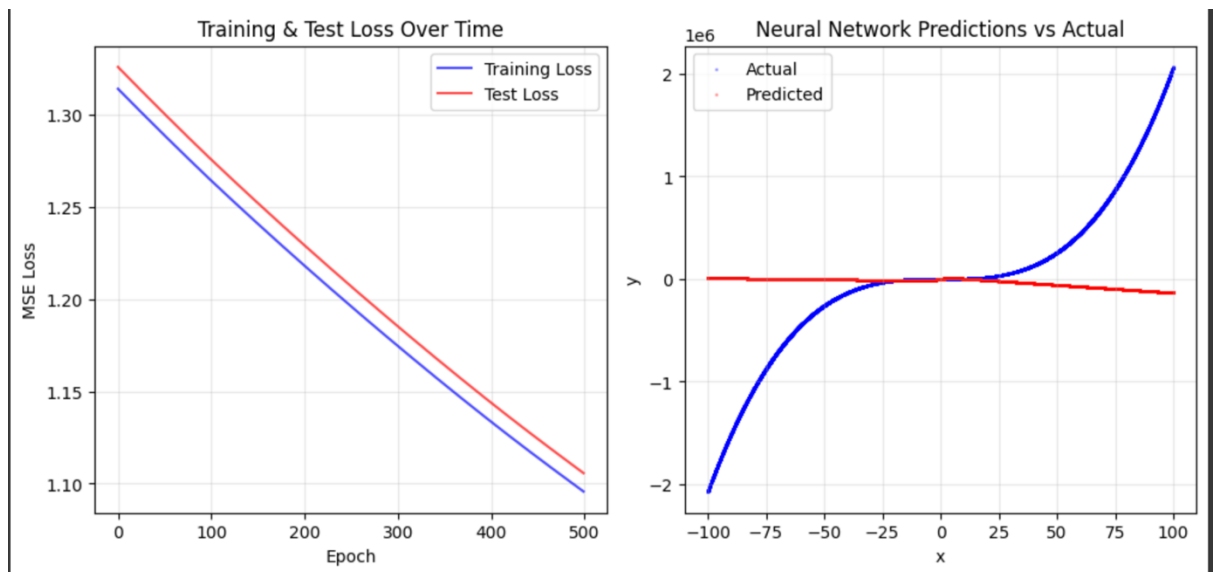 Training & Test Loss Over Time
Training Loss
Test Loss
MSE Loss
1.30
1.25
1.20
1.15
1.10
0 100 200 300 400 500
Epoch
Neural Network Predictions vs Actual
1e6
Actual
Predicted
y
2
1
0
−1
−2
−100 −75 −50 −25 0 25 50 75 100
x